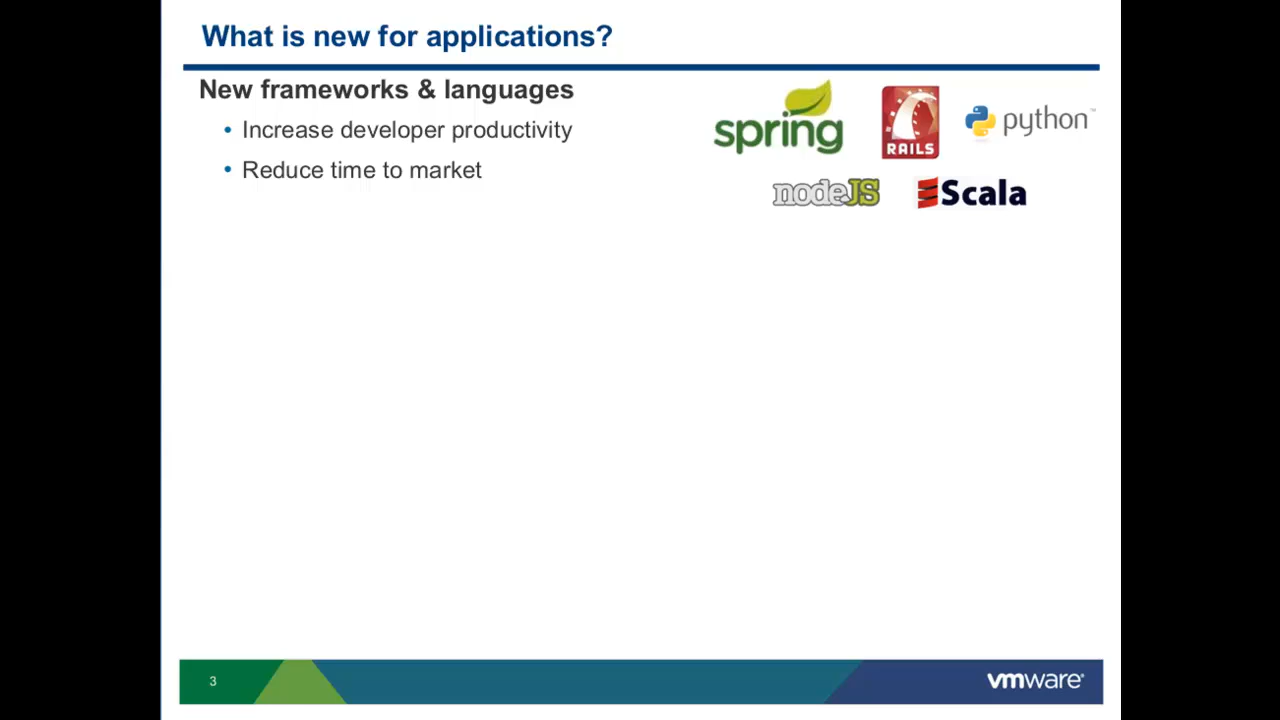 What is new for applications?
New frameworks & languages
• Increase developer productivity
• Reduce time to market
spring
RAILS
python™
nodeJS
Scala
3
vmware®